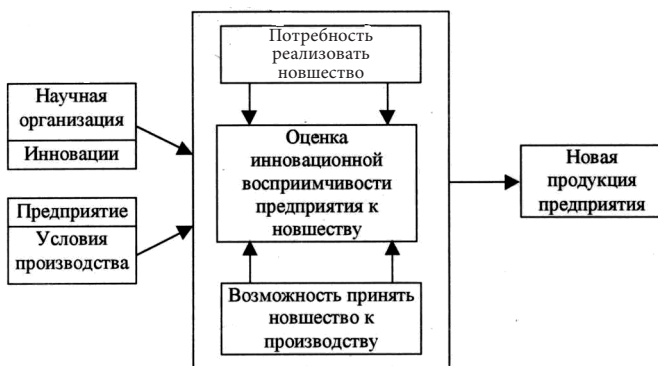 Потребность
реализовать
новшество
Научная
организация
Инновации
Предприятие
Условия
производства
Оценка
инновационной
восприимчивости
предприятия к
новшеству
Возможность принять
новшество к
производству
Новая
продукция
предприятия